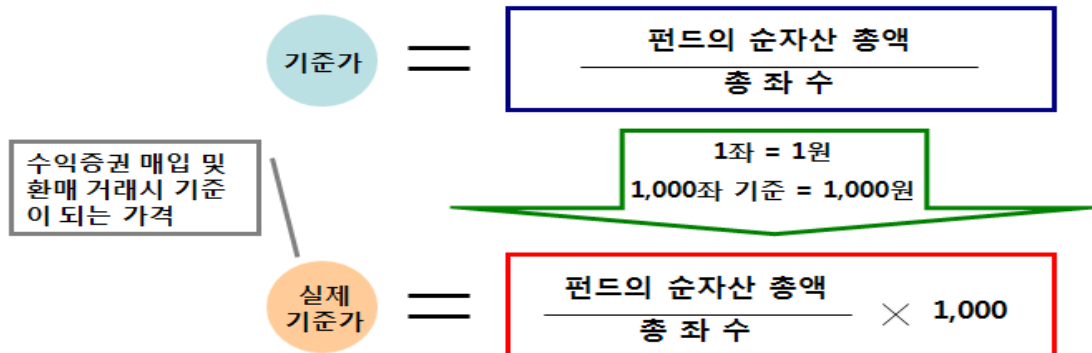 기준가
펀드의 순자산 총액
총 좌 수
수익증권 매입 및
환매 거래시 기준
이 되는 가격
1좌 = 1원
1,000좌 기준 = 1,000원
실제
기준가
펀드의 순자산 총액
총 좌 수
× 1,000